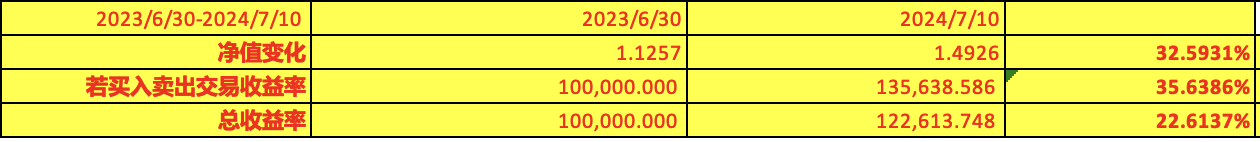 2023/6/30-2024/7/10 2023/6/30 2024/7/10
净值变化 1.1257 1.4926 32.5931%
若买入卖出交易收益率 100,000.000 135,638.586 35.6386%
总收益率 100,000.000 122,613.748 22.6137%